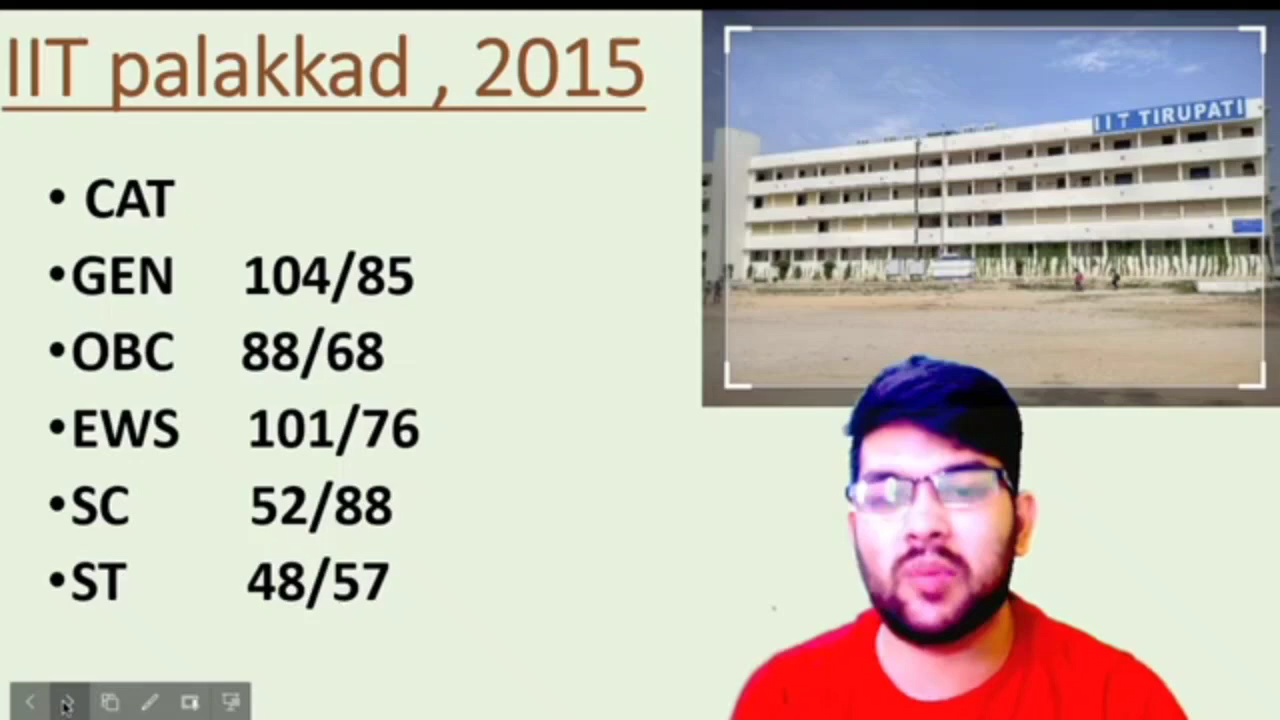 IIT palakkad , 2015
IIT TIRUPATI
• CAT
•GEN 104/85
•OBC 88/68
•EWS 101/76
•SC 52/88
•ST 48/57